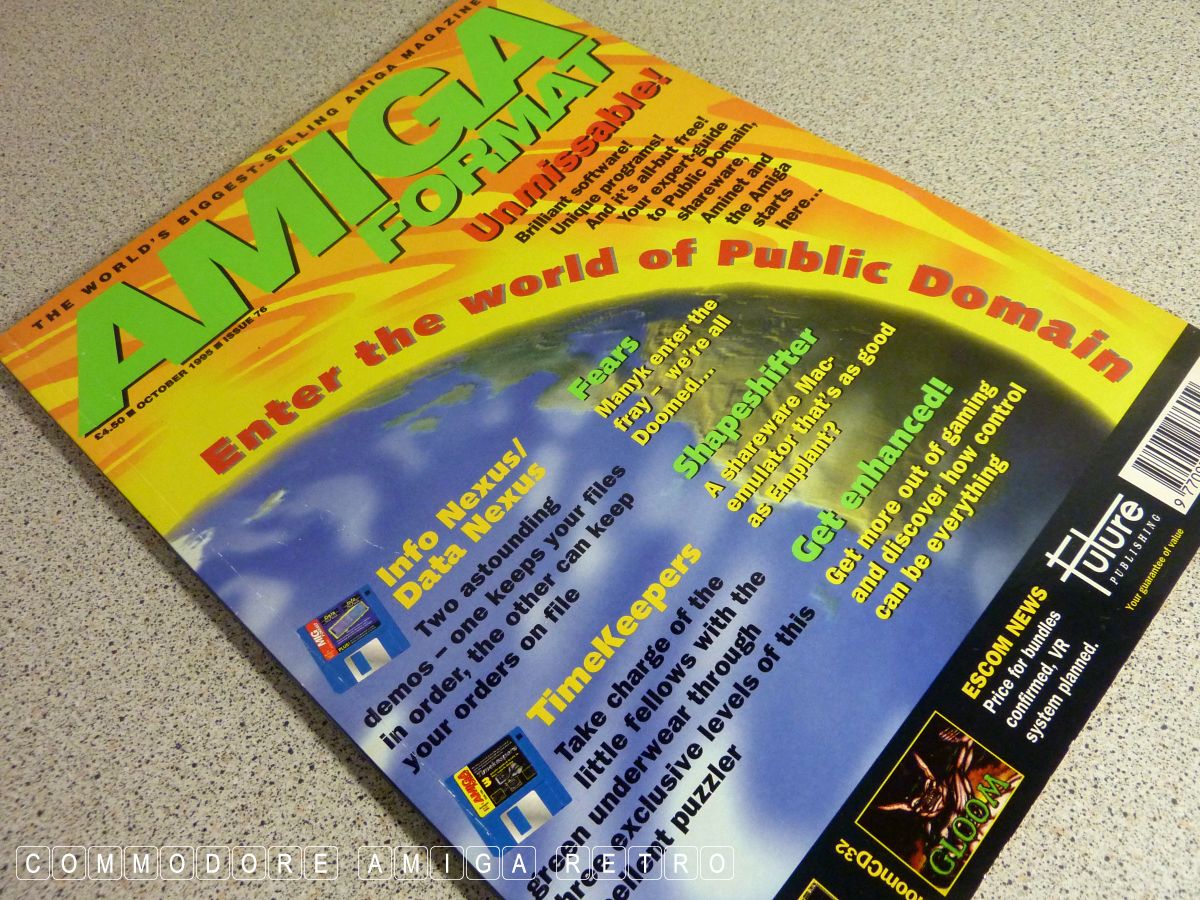 THE WORLD'S BIGGEST-SELLING AMIGA MAGAZINE
AMIGA
FORMAT
£4.50 ■ OCTOBER 1995 ■ ISSUE 76
Unmissable!
Brilliant software!
Unique programs!
And it's all-but free!
Your expert-guide
to Public Domain,
shareware,
Aminet and
the Amiga
starts
here...
Enter the world of Public Domain
Fears
Manyk enter the
fray – we're all
Doomed....
Shapeshifter
A shareware Mac-
emulator that's as good
as Emplant?
Get enhanced!
Get more out of gaming
and discover how control
can be everything
Info Nexus/
Data Nexus
Two astounding
demos – one keeps your files
in order, the other can keep
your orders on file
TimeKeepers
Take charge of the
little fellows with the
green underwear through
three exclusive levels of this
excellent puzzler
Future
PUBLISHING
Your guarantee of value
9 77
ESCOM NEWS
Price for bundles
confirmed, VR
system planned.
GLOOM
oomCD32
COMMODORE AMIGA RETRO